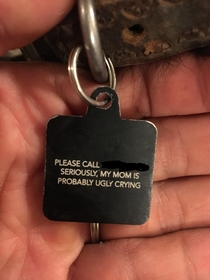 PLEASE CALL
SERIOUSLY, MY MOM IS
PROBABLY UGLY CRYING